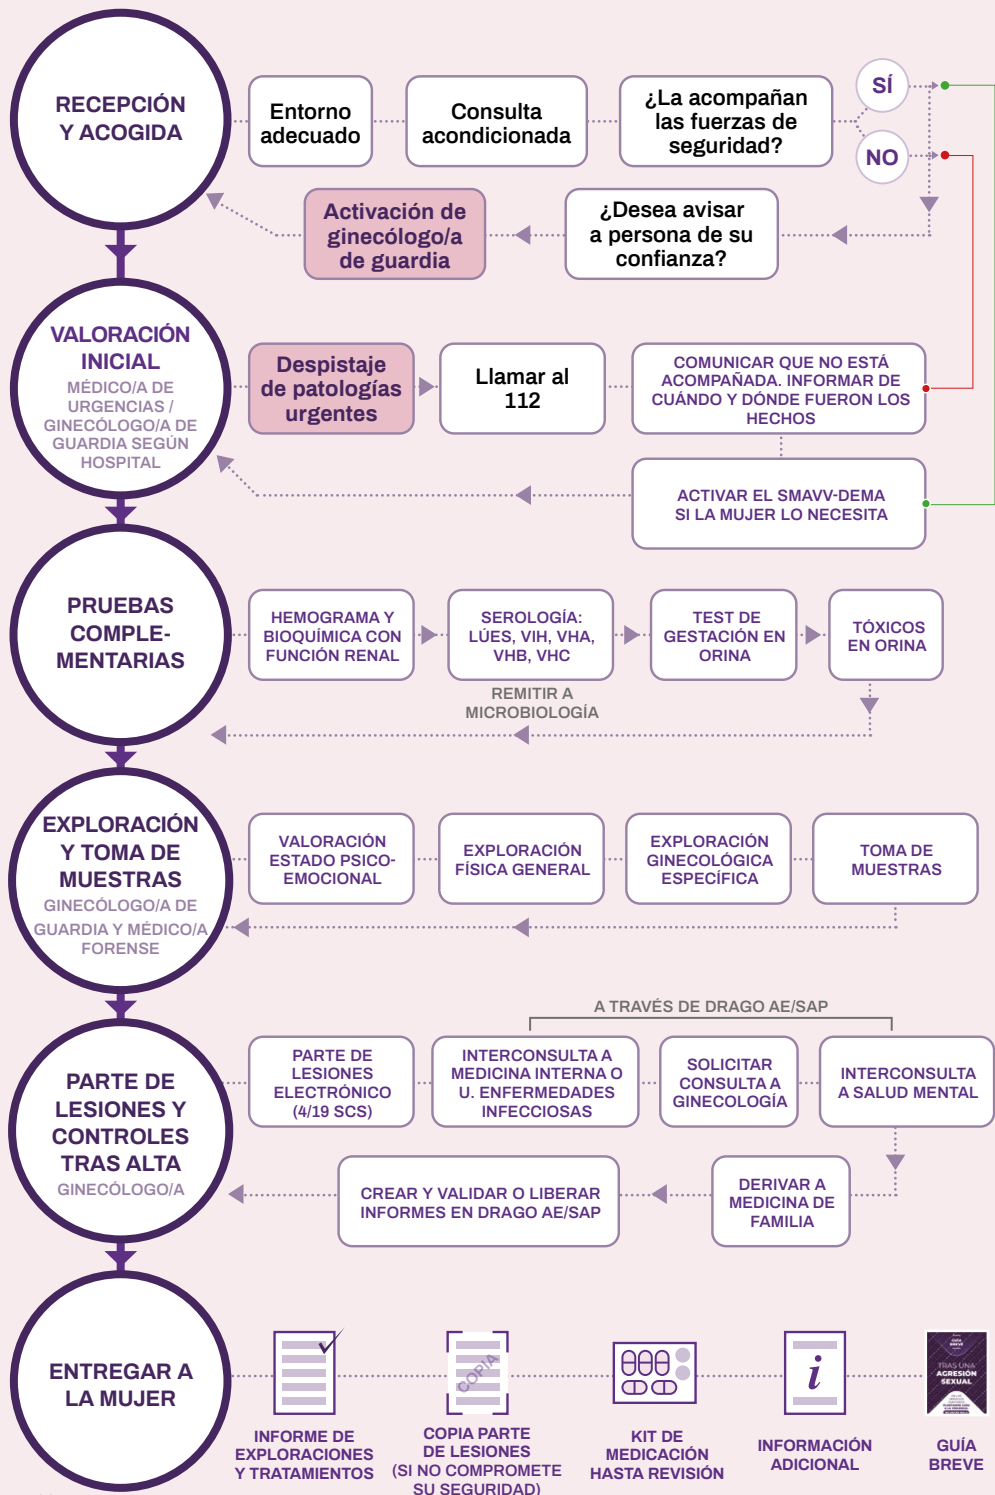 RECEPCIÓN
Y ACOGIDA
Entorno
adecuado
Consulta
acondicionada
¿La acompañan
las fuerzas de
seguridad?
SÍ
NO
¿Desea avisar
a persona de su
confianza?
Activación de
ginecólogo/a
de guardia
VALORACIÓN
INICIAL
MÉDICO/A DE
URGENCIAS /
GINECÓLOGO/A DE
GUARDIA SEGÚN
HOSPITAL
Despistaje
de patologías
urgentes
Llamar al
112
COMUNICAR QUE NO ESTÁ
ACOMPAÑADA. INFORMAR DE
CUÁNDO Y DÓNDE FUERON LOS
HECHOS
ACTIVAR EL SMAVV-DEMA
SI LA MUJER LO NECESITA
PRUEBAS
COMPLE-
MENTARIAS
HEMOGRAMA Y
BIOQUÍMICA CON
FUNCIÓN RENAL
SEROLOGÍA:
LÚES, VIH, VHA,
VHB, VHC
TEST DE
GESTACIÓN EN
ORINA
TÓXICOS
EN ORINA
REMITIR A
MICROBIOLOGÍA
EXPLORACIÓN
Y TOMA DE
MUESTRAS
GINECÓLOGO/A DE
GUARDIA Y MÉDICO/A
FORENSE
VALORACIÓN
ESTADO PSICO-
EMOCIONAL
EXPLORACIÓN
FÍSICA GENERAL
EXPLORACIÓN
GINECOLÓGICA
ESPECÍFICA
TOMA DE
MUESTRAS
A TRAVÉS DE DRAGO AE/SAP
PARTE DE
LESIONES Y
CONTROLES
TRAS ALTA
GINECÓLOGO/A
PARTE DE
LESIONES
ELECTRÓNICO
(4/19 SCS)
INTERCONSULTA A
MEDICINA INTERNA O
U. ENFERMEDADES
INFECCIOSAS
SOLICITAR
CONSULTA A
GINECOLOGÍA
INTERCONSULTA
A SALUD MENTAL
DERIVAR A
MEDICINA DE
FAMILIA
CREAR Y VALIDAR O LIBERAR
INFORMES EN DRAGO AE/SAP
ENTREGAR A
LA MUJER
INFORME DE
EXPLORACIONES
Y TRATAMIENTOS
COPIA
COPIA PARTE
DE LESIONES
(SI NO COMPROMETE
SU SEGURIDAD)
KIT DE
MEDICACIÓN
HASTA REVISIÓN
i
INFORMACIÓN
ADICIONAL
GUÍA
BREVE
TRAS UNA
AGRESIÓN
SEXUAL
GUÍA
BREVE